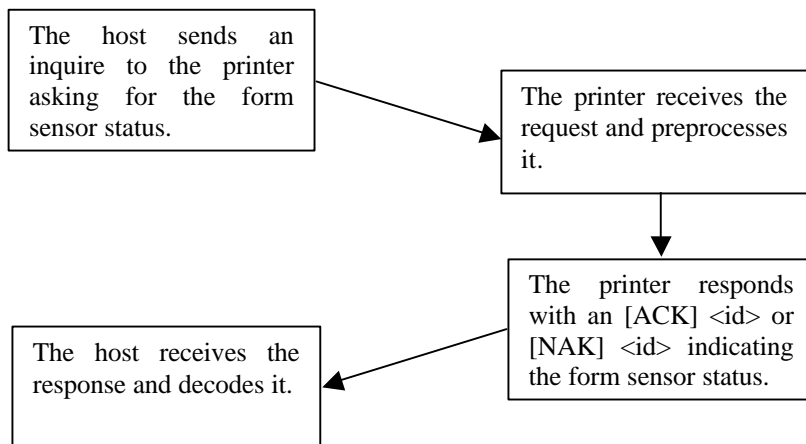 The host sends an
inquire to the printer
asking for the form
sensor status.
The printer receives the
request and preprocesses
it.
The printer responds
with an [ACK] <id> or
[NAK] <id> indicating
the form sensor status.
The host receives the
response and decodes it.